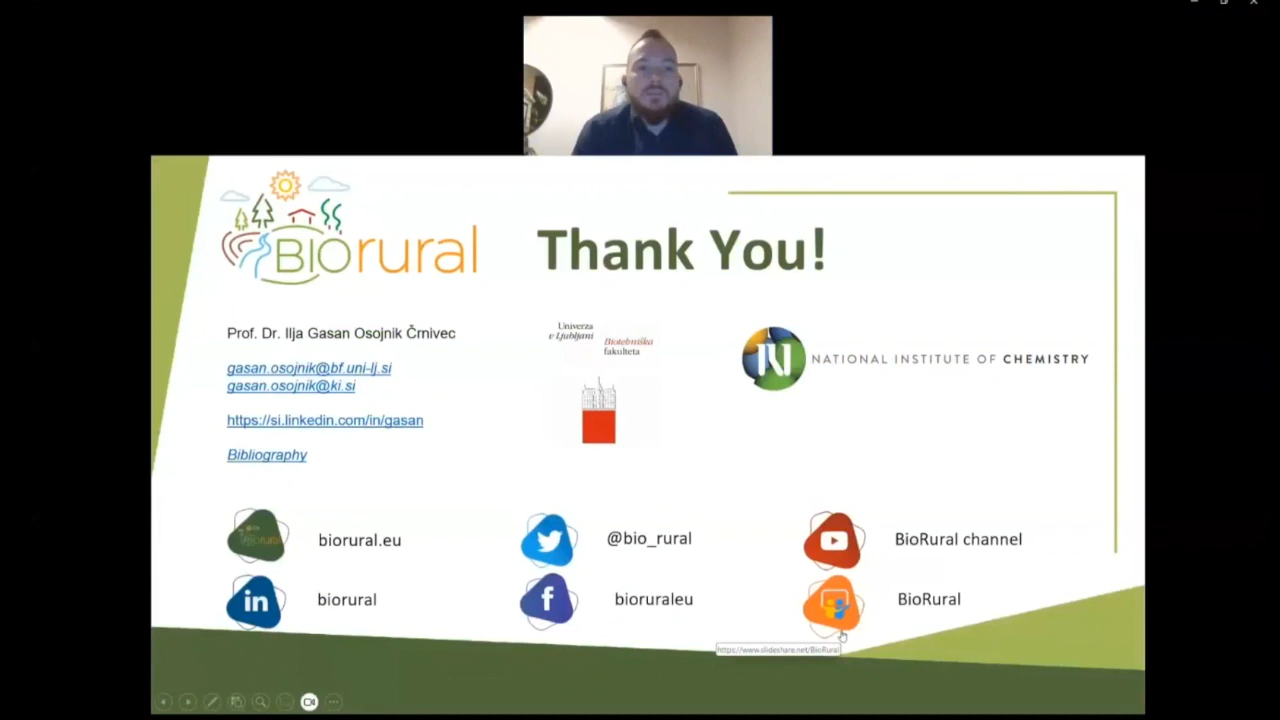 BIOrural
Thank You!
Prof. Dr. Ilja Gasan Osojnik Črnivec
gasan.osojnik@bf.uni-lj.si
gasan.osojnik@ki.si
https://si.linkedin.com/in/gasan
Bibliography
Univerza
v Ljubljani
Biotehniška
fakulteta
NATIONAL INSTITUTE OF CHEMISTRY
biorural.eu
@bio_rural
BioRural channel
in
biorural
f
bioruraleu
BioRural
https://www.slideshare.net/BioRural